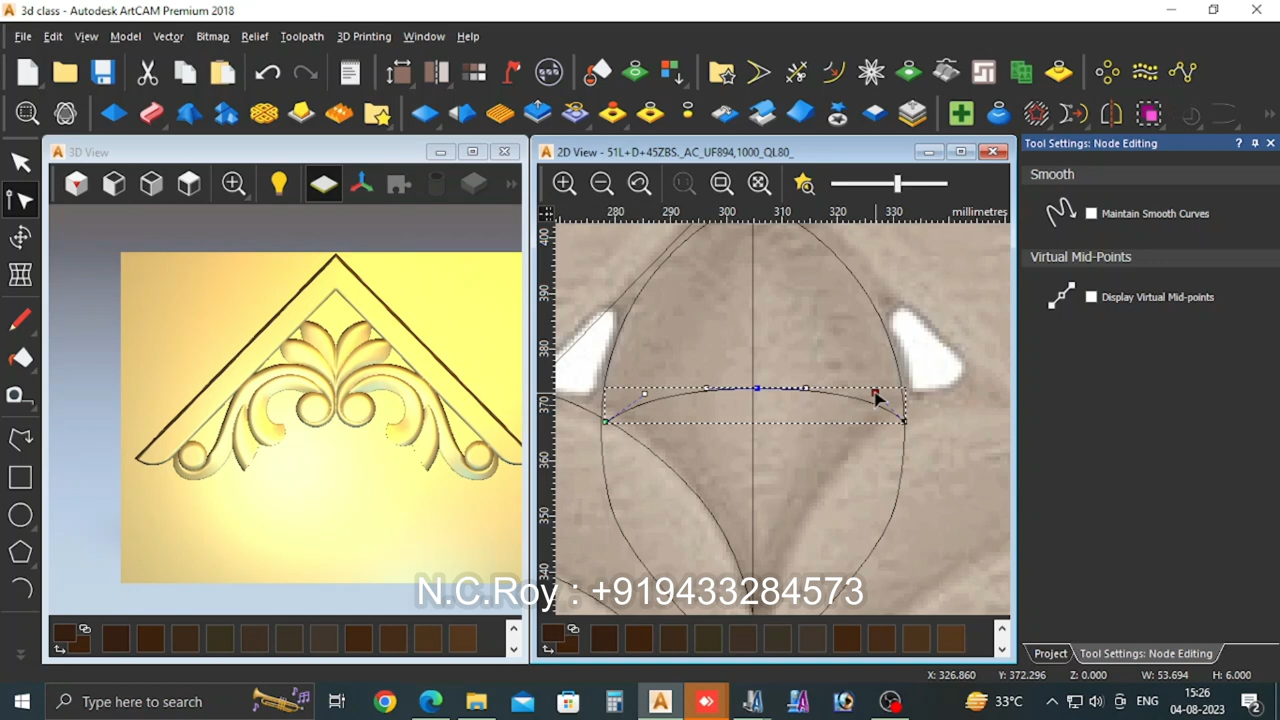 3d class - Autodesk ArtCAM Premium 2018
File Edit View Model Vector Bitmap Relief Toolpath 3D Printing Window Help
3D View
2D View - 51L+D+45ZBS._AC_UF894,1000_QL80_
Tool Settings: Node Editing
Smooth
Maintain Smooth Curves
Virtual Mid-Points
Display Virtual Mid-points
280 290 300 310 320 330 millimetres
400
390
380
370
360
350
340
N.C.Roy : +919433284573
Project Tool Settings: Node Editing
X: 326.860 Y: 372.296 Z: 0.000 W: 53.694 H: 6.000
Type here to search
33°C
ENG
15:26
04-08-2023
2